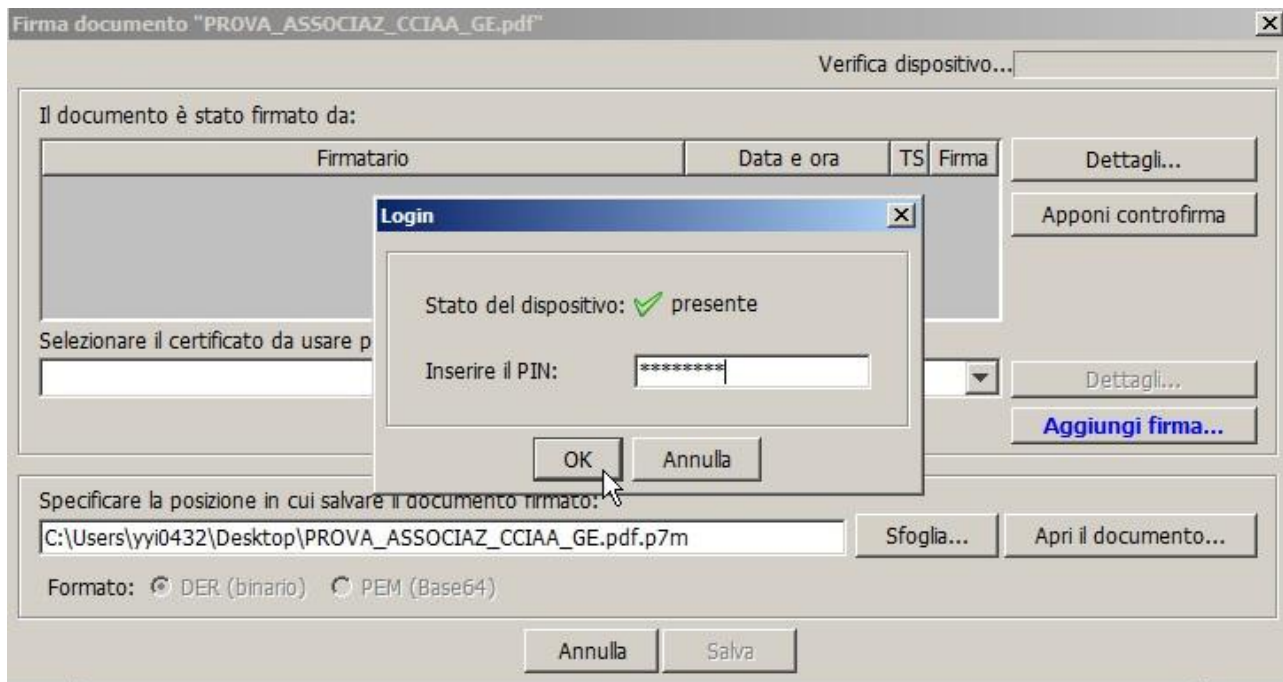 Firma documento "PROVA_ASSOCIAZ_CCIAA_GE.pdf"
Verifica dispositivo...
Il documento è stato firmato da:
Firmatario Data e ora TS Firma
Dettagli...
Apponi controfirma
Login
Stato del dispositivo: presente
Inserire il PIN: ********
OK Annulla
Selezionare il certificato da usare p
Dettagli...
Aggiungi firma...
Specificare la posizione in cui salvare il documento firmato:
C:\Users\yyi0432\Desktop\PROVA_ASSOCIAZ_CCIAA_GE.pdf.p7m
Sfoglia... Apri il documento...
Formato: DER (binario) PEM (Base64)
Annulla Salva